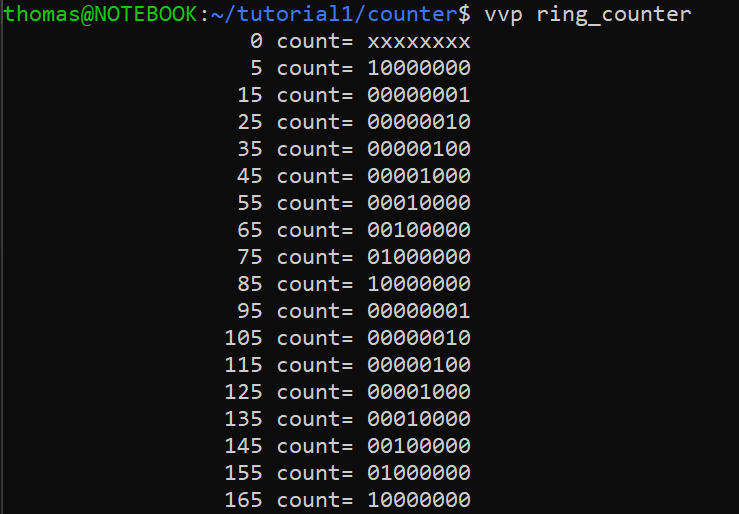 thomas@NOTEBOOK:~/tutorial1/counter$ vvp ring_counter
0 count= xxxxxxxx
5 count= 10000000
15 count= 00000001
25 count= 00000010
35 count= 00000100
45 count= 00001000
55 count= 00010000
65 count= 00100000
75 count= 01000000
85 count= 10000000
95 count= 00000001
105 count= 00000010
115 count= 00000100
125 count= 00001000
135 count= 00010000
145 count= 00100000
155 count= 01000000
165 count= 10000000